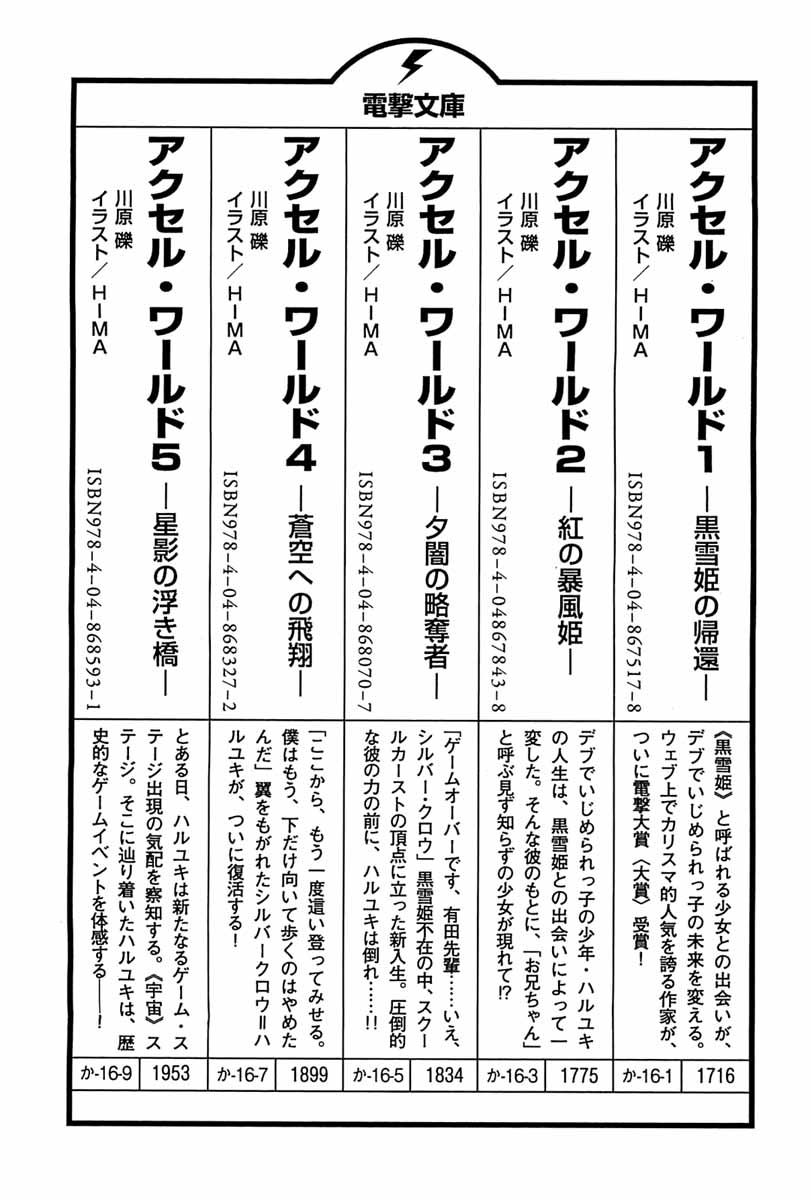 電撃文庫
アクセル・ワールド1 ―黒雪姫の帰還―
川原 礫
イラスト/HIMA
ISBN978-4-04-867517-8
《黒雪姫》と呼ばれる少女との出会いが、
デブでいじめられっ子の未来を変える。
ウェブ上でカリスマ的人気を誇る作家が、
ついに電撃大賞〈大賞〉受賞!
か-16-1
1716
アクセル・ワールド2 ―紅の暴風姫―
川原 礫
イラスト/HIMA
ISBN978-4-04867843-8
デブでいじめられっ子の少年・ハルユキ
の人生は、黒雪姫との出会いによって一
変した。そんな彼のもとに、「お兄ちゃん」
と呼ぶ見ず知らずの少女が現れて!?
か-16-3
1775
アクセル・ワールド3 ―夕闇の略奪者―
川原 礫
イラスト/HIMA
ISBN978-4-04-868070-7
「ゲームオーバーです、有田先輩……いえ、
シルバー・クロウ」黒雪姫不在の中、スクー
ルカーストの頂点に立った新入生。圧倒的
な彼の力の前に、ハルユキは倒れ……!!
か-16-5
1834
アクセル・ワールド4 ―蒼空への飛翔―
川原 礫
イラスト/HIMA
ISBN978-4-04-868327-2
「ここから、もう一度這い登ってみせる。
僕はもう、下だけ向いて歩くのはやめた
んだ」翼をもがれたシルバークロウ=ハ
ルユキが、ついに復活する!
か-16-7
1899
アクセル・ワールド5 ―星影の浮き橋―
川原 礫
イラスト/HIMA
ISBN978-4-04-868593-1
とある日、ハルユキは新たなるゲーム・ス
テージ出現の気配を察知する。《宇宙》ス
テージ。そこに辿り着いたハルユキは、歴
史的なゲームイベントを体感する――!
か-16-9
1953